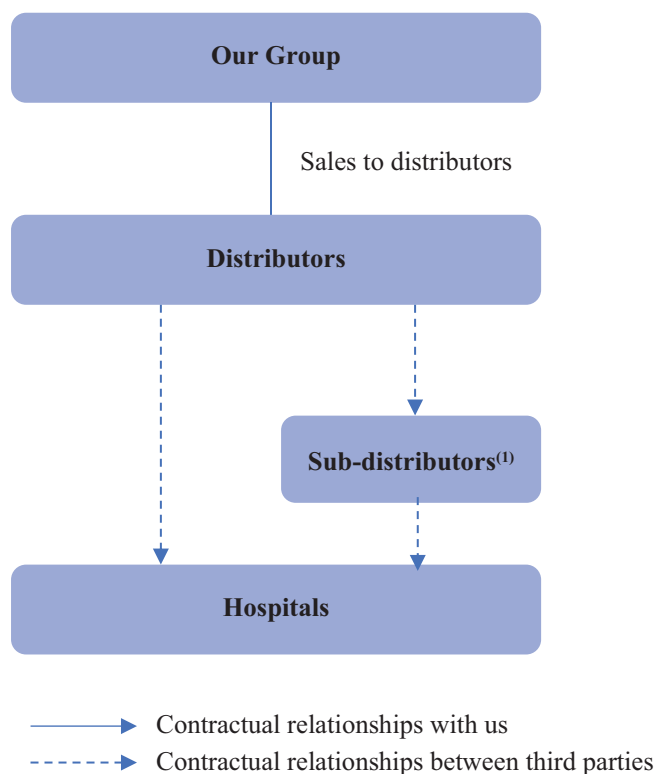 Our Group
Sales to distributors
Distributors
Sub-distributors(1)
Hospitals
Contractual relationships with us
Contractual relationships between third parties